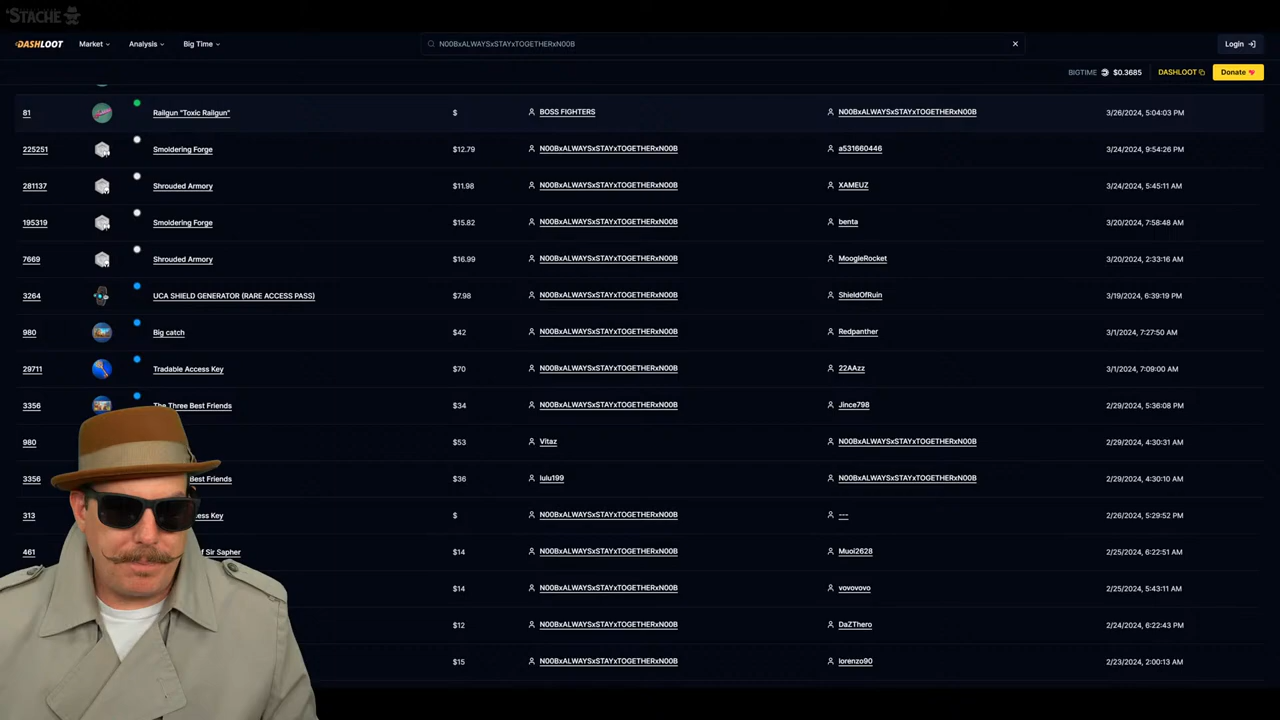 STACHE
DASHLOOT Market Analysis Big Time N00BxALWAYSxSTAYxTOGETHERxN00B Login
BIGTIME $0.3685 DASHLOOT Donate
81 Railgun "Toxic Railgun" $ BOSS FIGHTERS N00BxALWAYSxSTAYxTOGETHERxN00B 3/26/2024, 5:04:03 PM
225251 Smoldering Forge $12.79 N00BxALWAYSxSTAYxTOGETHERxN00B a531660446 3/24/2024, 9:54:26 PM
281137 Shrouded Armory $11.98 N00BxALWAYSxSTAYxTOGETHERxN00B XAMEUZ 3/24/2024, 5:45:11 AM
195319 Smoldering Forge $15.82 N00BxALWAYSxSTAYxTOGETHERxN00B benta 3/20/2024, 7:58:48 AM
7669 Shrouded Armory $16.99 N00BxALWAYSxSTAYxTOGETHERxN00B MoogleRocket 3/20/2024, 2:33:16 AM
3264 UCA SHIELD GENERATOR (RARE ACCESS PASS) $7.98 N00BxALWAYSxSTAYxTOGETHERxN00B ShieldOfRuin 3/19/2024, 6:39:19 PM
980 Big catch $42 N00BxALWAYSxSTAYxTOGETHERxN00B Redpanther 3/1/2024, 7:27:50 AM
29711 Tradable Access Key $70 N00BxALWAYSxSTAYxTOGETHERxN00B 22AAzz 3/1/2024, 7:09:00 AM
3356 The Three Best Friends $34 N00BxALWAYSxSTAYxTOGETHERxN00B Jince798 2/29/2024, 5:36:08 PM
980 $53 Vitaz N00BxALWAYSxSTAYxTOGETHERxN00B 2/29/2024, 4:30:31 AM
3356 Best Friends $36 lulu199 N00BxALWAYSxSTAYxTOGETHERxN00B 2/29/2024, 4:30:10 AM
313 ess Key $ N00BxALWAYSxSTAYxTOGETHERxN00B --- 2/26/2024, 5:29:52 PM
461 of Sir Sapher $14 N00BxALWAYSxSTAYxTOGETHERxN00B Muoi2628 2/25/2024, 6:22:51 AM
$14 N00BxALWAYSxSTAYxTOGETHERxN00B vovovovo 2/25/2024, 5:43:11 AM
$12 N00BxALWAYSxSTAYxTOGETHERxN00B DaZThero 2/24/2024, 6:22:43 PM
$15 N00BxALWAYSxSTAYxTOGETHERxN00B lorenzo90 2/23/2024, 2:00:13 AM